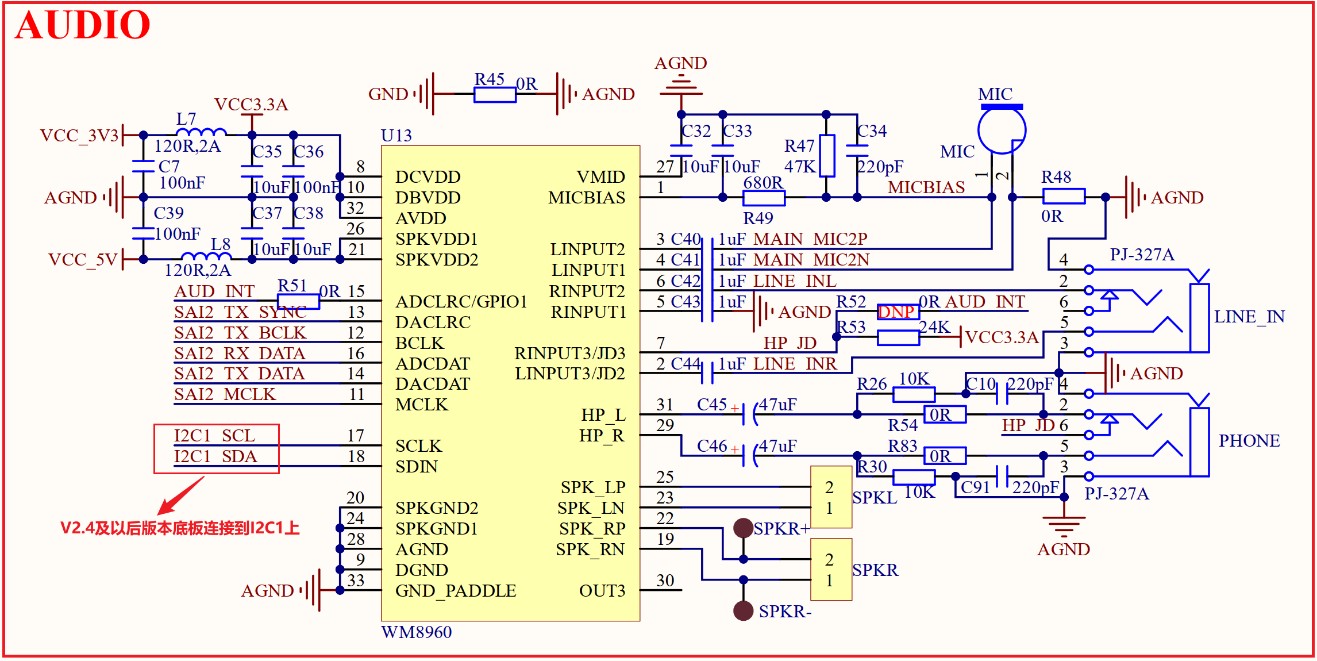 AUDIO
GND
R45
0R
AGND
AGND
VCC3.3A
VCC_3V3
L7
120R,2A
C7
100nF
C35
10uF
C36
100nF
AGND
C39
100nF
C37
10uF
C38
10uF
VCC_5V
L8
120R,2A
U13
8 DCVDD
10 DBVDD
32 AVDD
26 SPKVDD1
21 SPKVDD2
AUD_INT R51 0R 15 ADCLRC/GPIO1
SAI2_TX_SYNC 13 DACLRC
SAI2_TX_BCLK 12 BCLK
SAI2_RX_DATA 16 ADCDAT
SAI2_TX_DATA 14 DACDAT
SAI2_MCLK 11 MCLK
I2C1_SCL 17 SCLK
I2C1_SDA 18 SDIN
V2.4及以后版本底板连接到I2C1上
20 SPKGND2
24 SPKGND1
28 AGND
9 DGND
AGND 33 GND_PADDLE
WM8960
VMID 27
MICBIAS 1
LINPUT2 3 C40 1uF MAIN_MIC2P
LINPUT1 4 C41 1uF MAIN_MIC2N
RINPUT2 6 C42 1uF LINE_INL
RINPUT1 5 C43 1uF AGND
RINPUT3/JD3 7 HP_JD
LINPUT3/JD2 2 C44 1uF LINE_INR
HP_L 31 C45 + 47uF
HP_R 29 C46 + 47uF
SPK_LP 25
SPK_LN 23
SPK_RP 22
SPK_RN 19
OUT3 30
C32
10uF
C33
10uF
R47
47K
C34
220pF
680R
R49
MICBIAS
MIC
MIC
1
2
R48
0R
AGND
R52 DNP 0R AUD_INT
R53 24K VCC3.3A
PJ-327A
4
2
6
5
3
LINE_IN
AGND
R26 10K
C10 220pF
R54 0R
HP_JD
R83 0R
R30 10K
C91 220pF
4
2
6
5
3
PHONE
PJ-327A
AGND
2
1
SPKL
SPKR+
2
1
SPKR
SPKR-